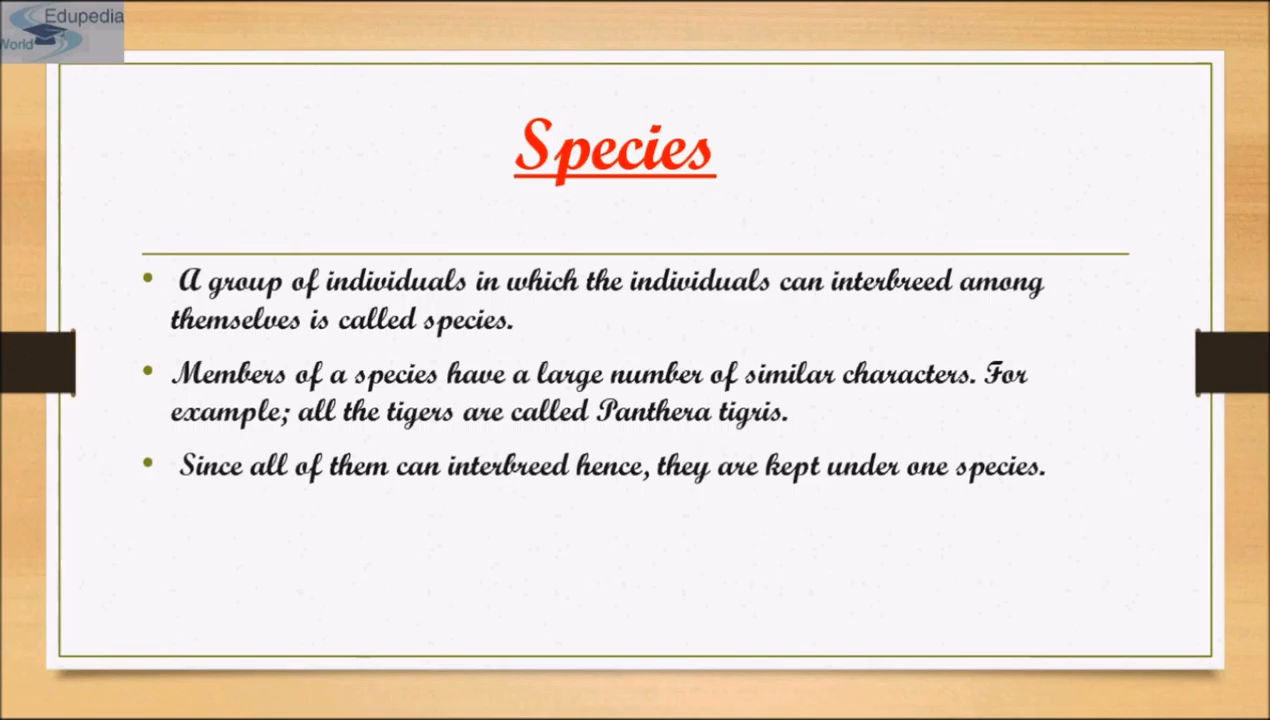 Edupedia
World
Species
• A group of individuals in which the individuals can interbreed among
themselves is called species.
• Members of a species have a large number of similar characters. For
example; all the tigers are called Panthera tigris.
• Since all of them can interbreed hence, they are kept under one species.